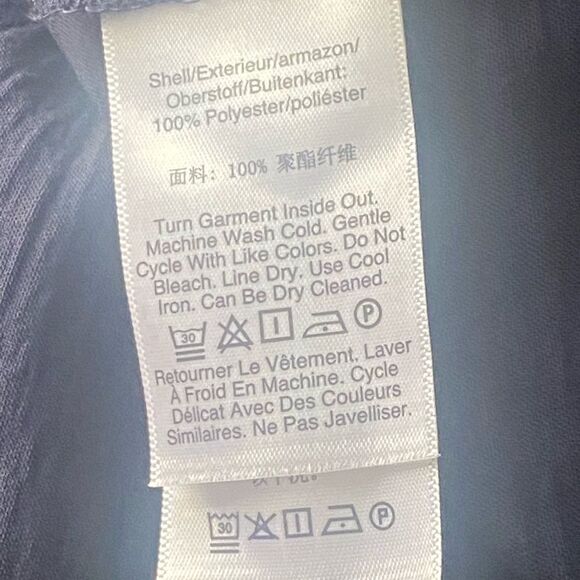 Shell/Exterieur/armazon/
Oberstoff/Buitenkant:
100% Polyester/poliéster
面料: 100% 聚酯纤维
Turn Garment Inside Out.
Machine Wash Cold. Gentle
Cycle With Like Colors. Do Not
Bleach. Line Dry. Use Cool
Iron. Can Be Dry Cleaned.
30 P
Retourner Le Vêtement. Laver
À Froid En Machine. Cycle
Délicat Avec Des Couleurs
Similaires. Ne Pas Javelliser.
30 P